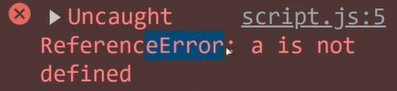 Uncaught script.js:5
ReferenceError: a is not
defined